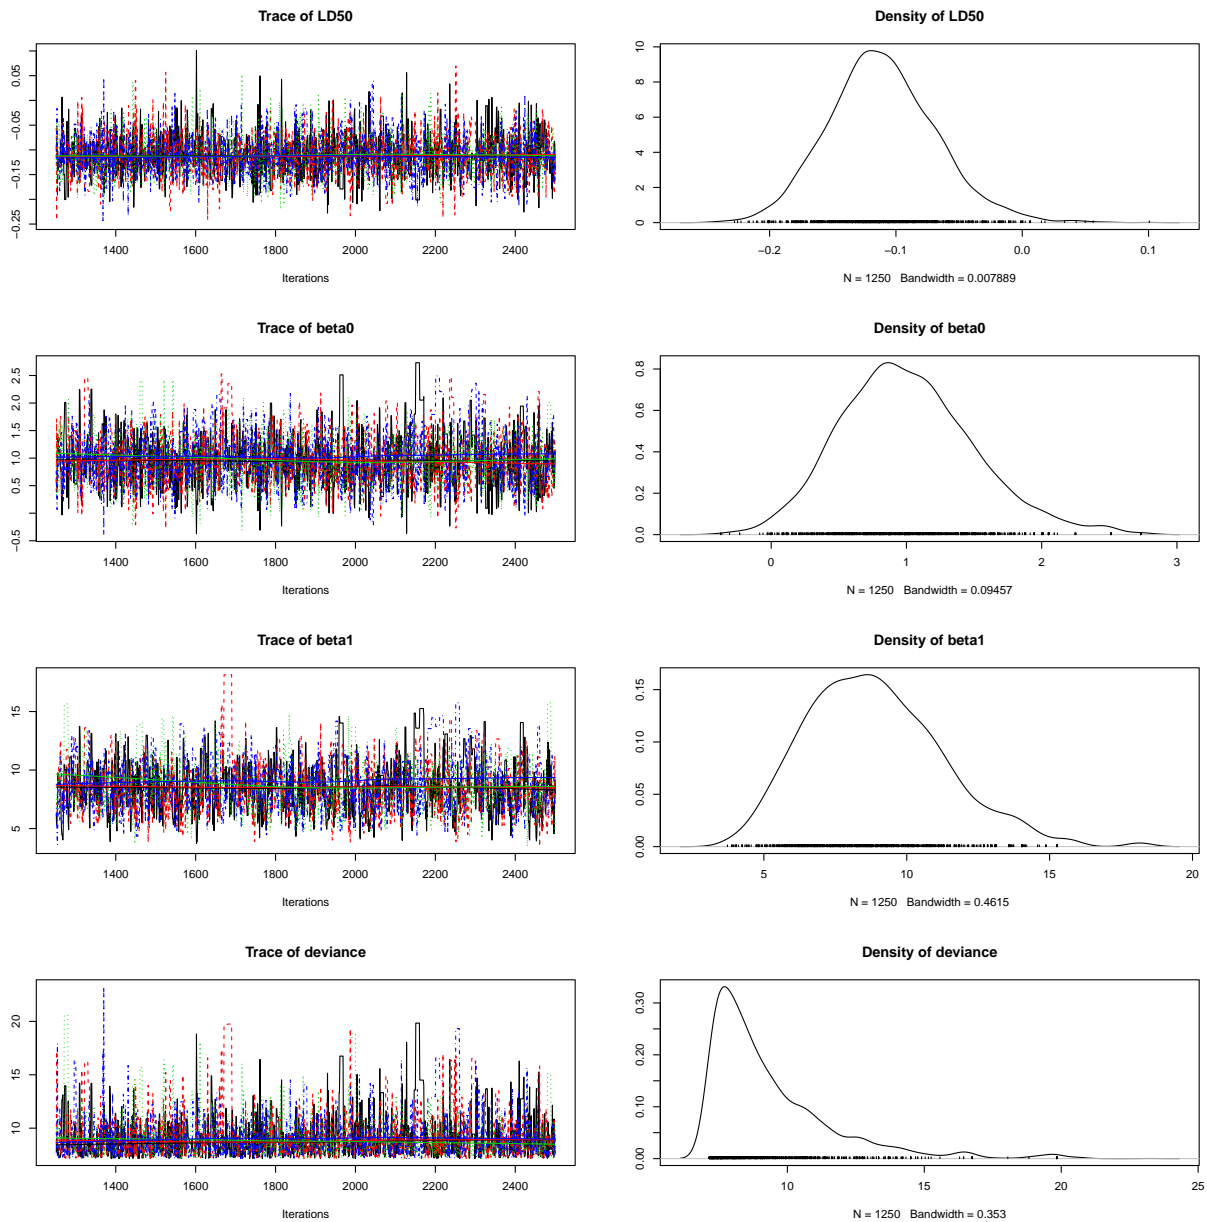 Trace of LD50
Density of LD50
−0.25 −0.15 −0.05 0.05
1400 1600 1800 2000 2200 2400
Iterations
0 2 4 6 8 10
−0.2 −0.1 0.0 0.1
N = 1250 Bandwidth = 0.007889
Trace of beta0
Density of beta0
−0.5 0.5 1.0 1.5 2.0 2.5
1400 1600 1800 2000 2200 2400
Iterations
0.0 0.2 0.4 0.6 0.8
0 1 2 3
N = 1250 Bandwidth = 0.09457
Trace of beta1
Density of beta1
5 10 15
1400 1600 1800 2000 2200 2400
Iterations
0.00 0.05 0.10 0.15
5 10 15 20
N = 1250 Bandwidth = 0.4615
Trace of deviance
Density of deviance
10 15 20
1400 1600 1800 2000 2200 2400
Iterations
0.00 0.10 0.20 0.30
10 15 20 25
N = 1250 Bandwidth = 0.353